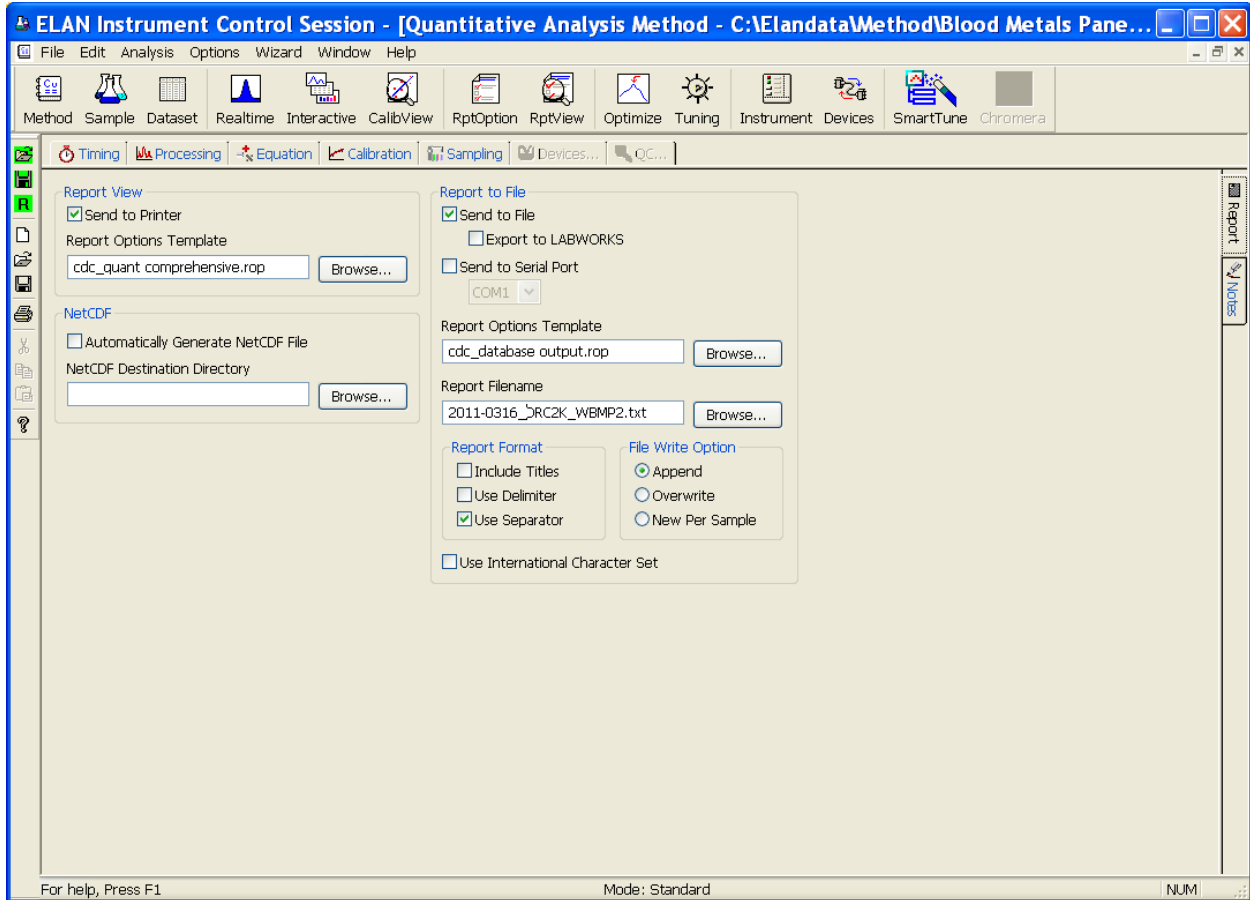 ELAN Instrument Control Session - [Quantitative Analysis Method - C:\Elandata\Method\Blood Metals Pane...
File Edit Analysis Options Wizard Window Help
Method Sample Dataset Realtime Interactive CalibView RptOption RptView Optimize Tuning Instrument Devices SmartTune Chromera
Timing Processing Equation Calibration Sampling Devices... QC...
Report View
Send to Printer
Report Options Template
cdc_quant comprehensive.rop Browse...
NetCDF
Automatically Generate NetCDF File
NetCDF Destination Directory
Browse...
Report to File
Send to File
Export to LABWORKS
Send to Serial Port
COM1
Report Options Template
cdc_database output.rop Browse...
Report Filename
2011-0316_DRC2K_WBMP2.txt Browse...
Report Format
Include Titles
Use Delimiter
Use Separator
File Write Option
Append
Overwrite
New Per Sample
Use International Character Set
Report
Notes
R
For help, Press F1 Mode: Standard NUM